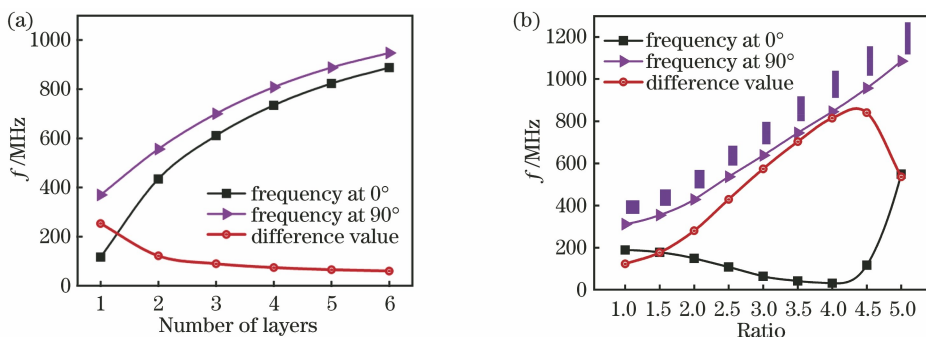 (a)
1000
800
600
400
200
0
f /MHz
frequency at 0°
frequency at 90°
difference value
1 2 3 4 5 6
Number of layers
(b)
1200
1000
800
600
400
200
0
f /MHz
frequency at 0°
frequency at 90°
difference value
1.0 1.5 2.0 2.5 3.0 3.5 4.0 4.5 5.0
Ratio